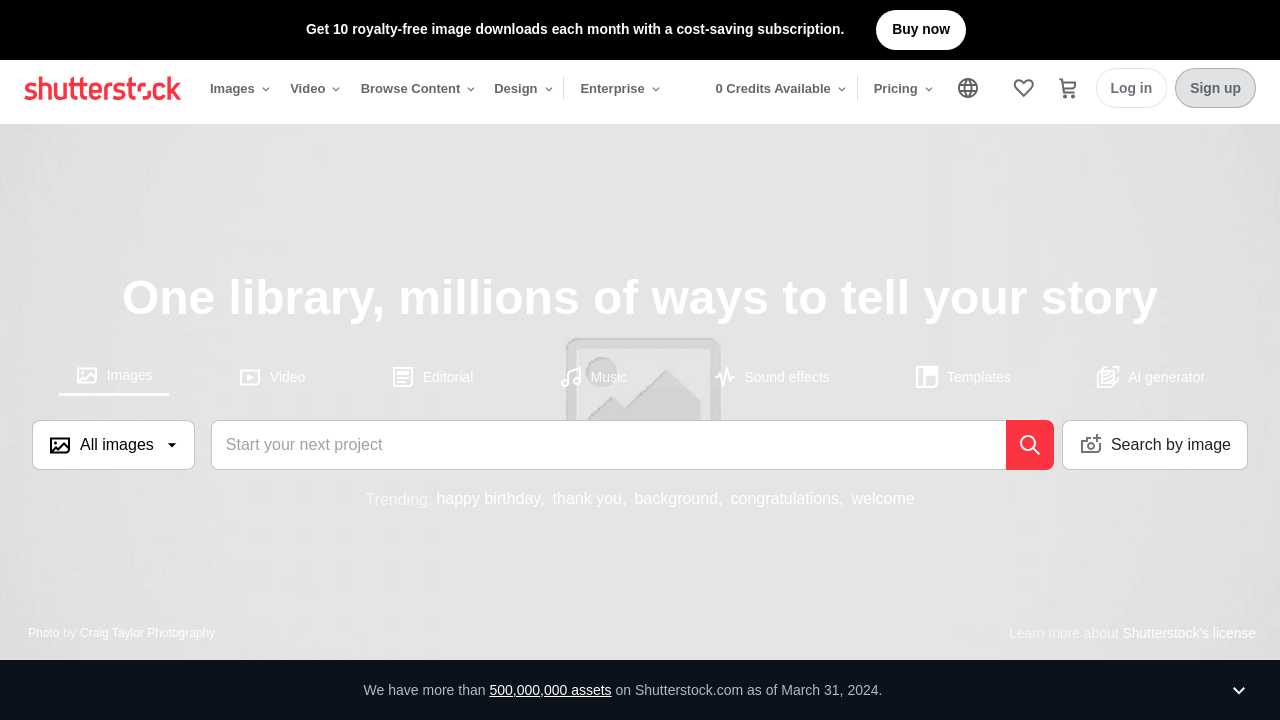 Get 10 royalty-free image downloads each month with a cost-saving subscription. Buy now
shutterstock Images Video Browse Content Design Enterprise 0 Credits Available Pricing Log in Sign up
One library, millions of ways to tell your story
Images Video Editorial Music Sound effects Templates AI generator
All images Start your next project Search by image
Trending: happy birthday, thank you, background, congratulations, welcome
Photo by Craig Taylor Photography Learn more about Shutterstock's license
We have more than 500,000,000 assets on Shutterstock.com as of March 31, 2024.